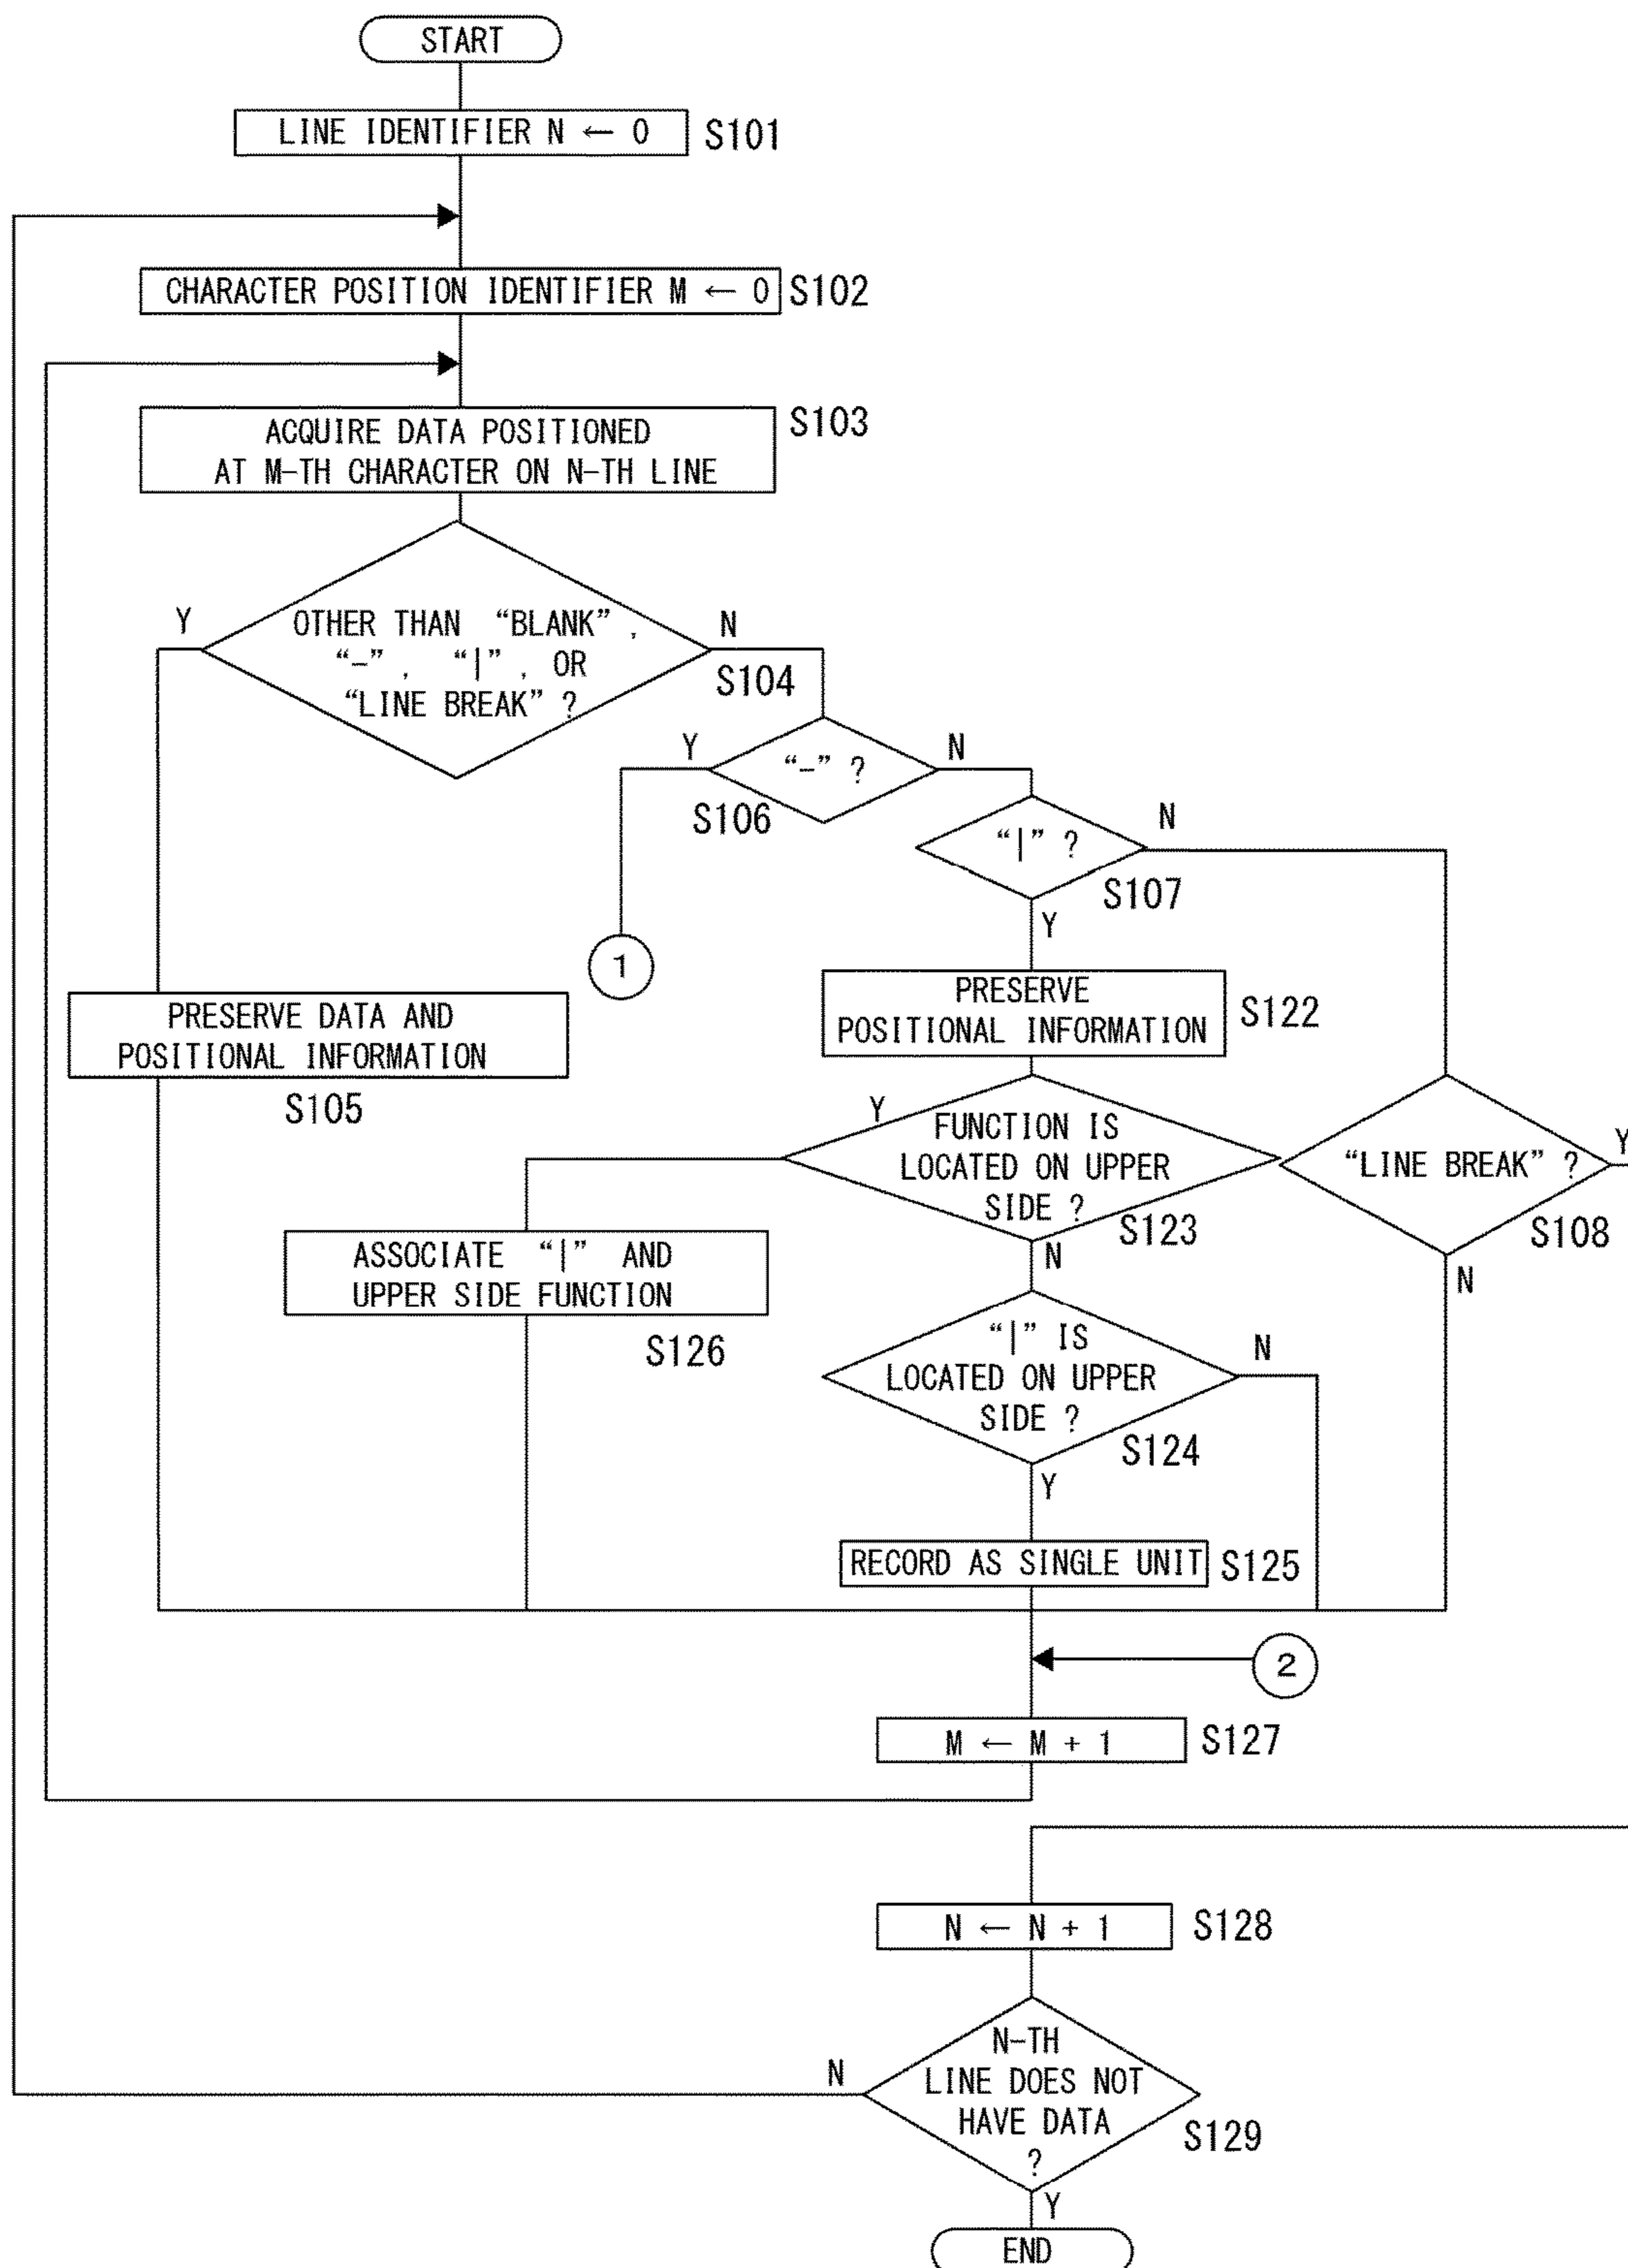 START
LINE IDENTIFIER N ← 0
S101
CHARACTER POSITION IDENTIFIER M ← 0
S102
ACQUIRE DATA POSITIONED
AT M-TH CHARACTER ON N-TH LINE
S103
Y
OTHER THAN “BLANK” ,
“-” , “|” , OR
“LINE BREAK” ?
N
S104
Y
“-” ?
N
S106
“|” ?
N
S107
Y
1
PRESERVE DATA AND
POSITIONAL INFORMATION
S105
PRESERVE
POSITIONAL INFORMATION
S122
Y
FUNCTION IS
LOCATED ON UPPER
SIDE ?
S123
N
“LINE BREAK” ?
Y
S108
N
ASSOCIATE “|” AND
UPPER SIDE FUNCTION
S126
“|” IS
LOCATED ON UPPER
SIDE ?
N
S124
Y
RECORD AS SINGLE UNIT
S125
2
M ← M + 1
S127
N ← N + 1
S128
N-TH
LINE DOES NOT
HAVE DATA
?
N
S129
Y
END